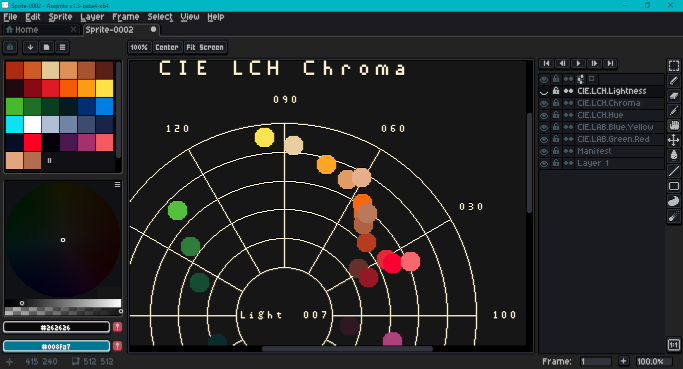 Sprite-0002 - Aseprite v1.3-beta4-x64
File Edit Sprite Layer Frame Select View Help
Home Sprite-0002
100% Center Fit Screen
CIE LCH Chroma
090
120 060
030
Light 007 100
CIE.LCH.Lightness
CIE.LCH.Chroma
CIE.LCH.Hue
CIE.LAB.Blue.Yellow
CIE.LAB.Green.Red
Manifest
Layer 1
#262626
#008fa7
415 240 512 512
Frame: 1 100.0%
1:1